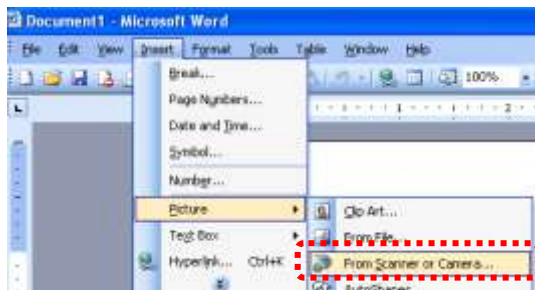 Document1 - Microsoft Word
File Edit View Insert Format Tools Table Window Help
100%
Break...
Page Numbers...
Date and Time...
Symbol...
Number...
Picture
Text Box
Hyperlink... Ctrl+K
Clip Art...
From File...
From Scanner or Camera...
AutoShapes